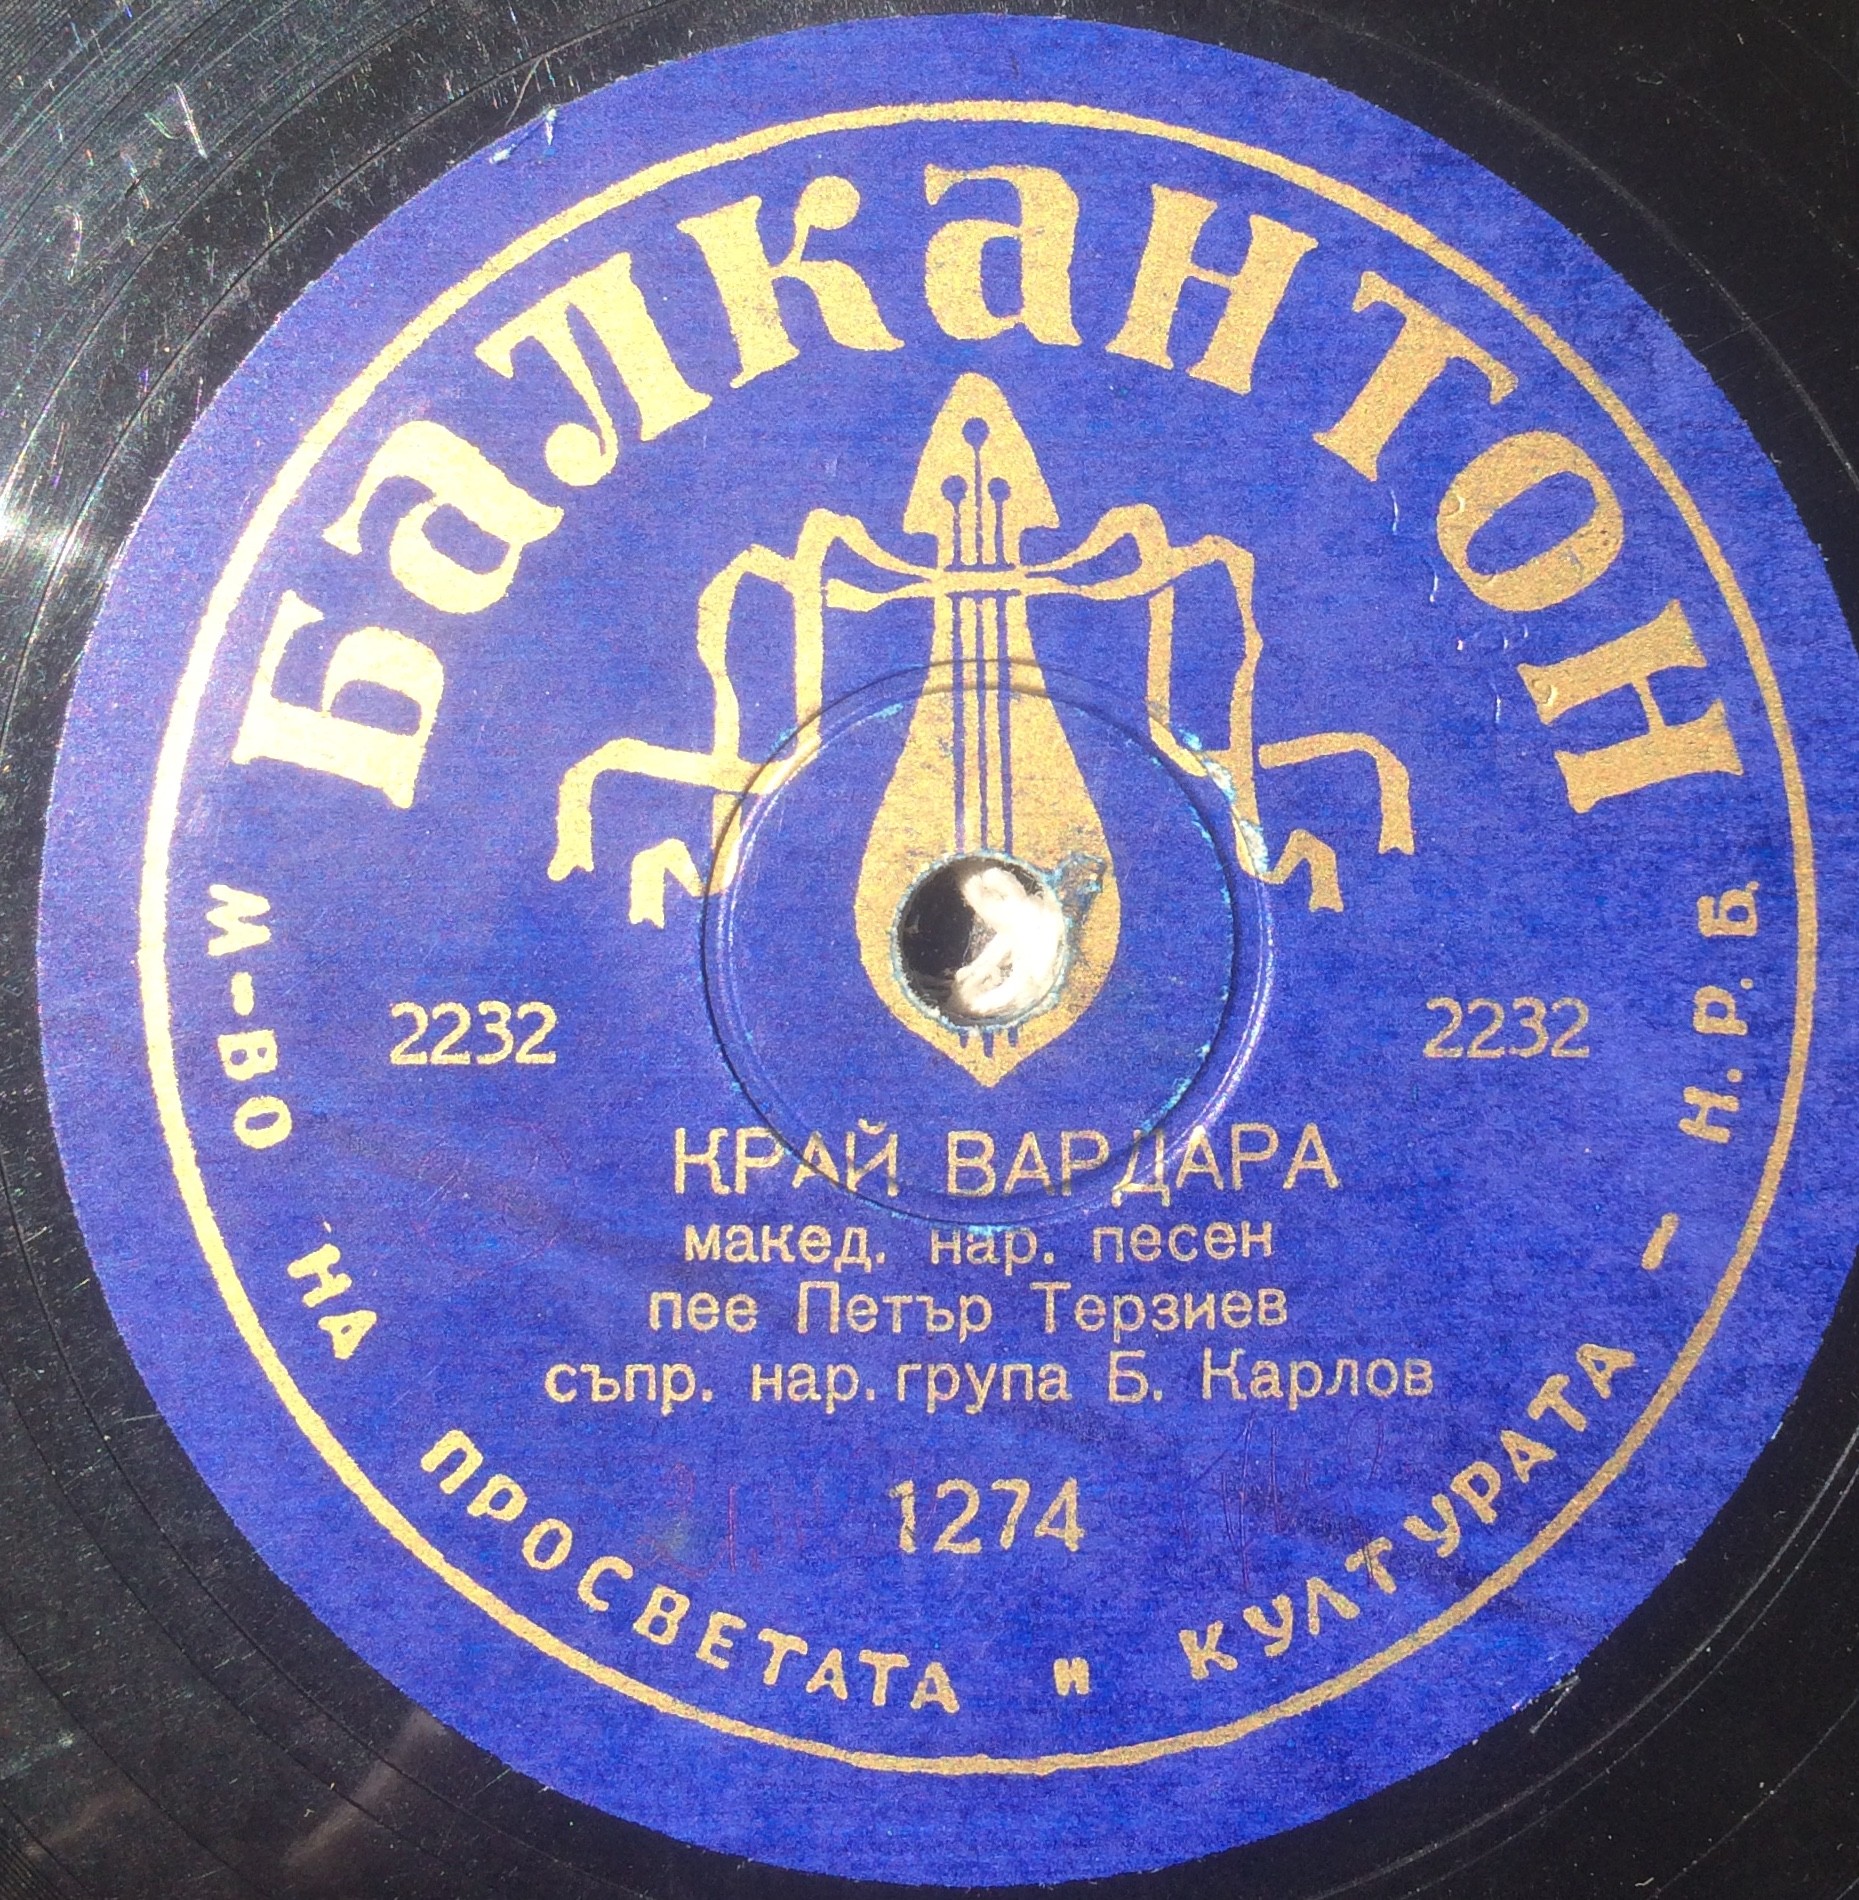 Балкантон
2232 2232
КРАЙ ВАРДАРА
макед. нар. песен
пее Петър Терзиев
съпр. нар. група Б. Карлов
1274
М-ВО НА ПРОСВЕТАТА И КУЛТУРАТА — Н.Р.Б